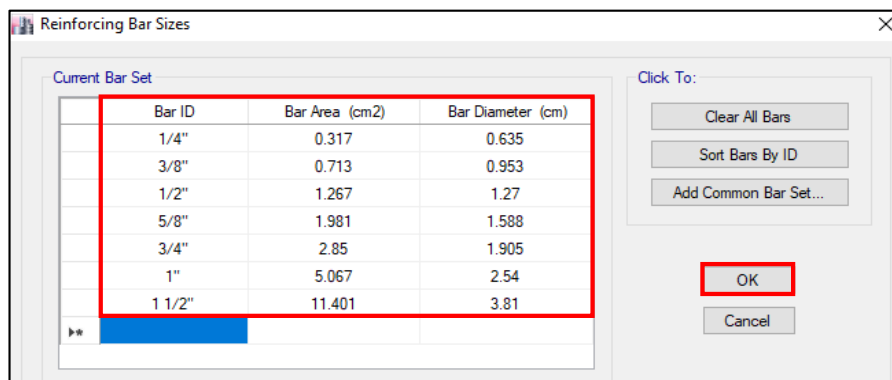 Reinforcing Bar Sizes
Current Bar Set
Bar ID Bar Area (cm2) Bar Diameter (cm)
1/4" 0.317 0.635
3/8" 0.713 0.953
1/2" 1.267 1.27
5/8" 1.981 1.588
3/4" 2.85 1.905
1" 5.067 2.54
1 1/2" 11.401 3.81
Click To:
Clear All Bars
Sort Bars By ID
Add Common Bar Set...
OK
Cancel